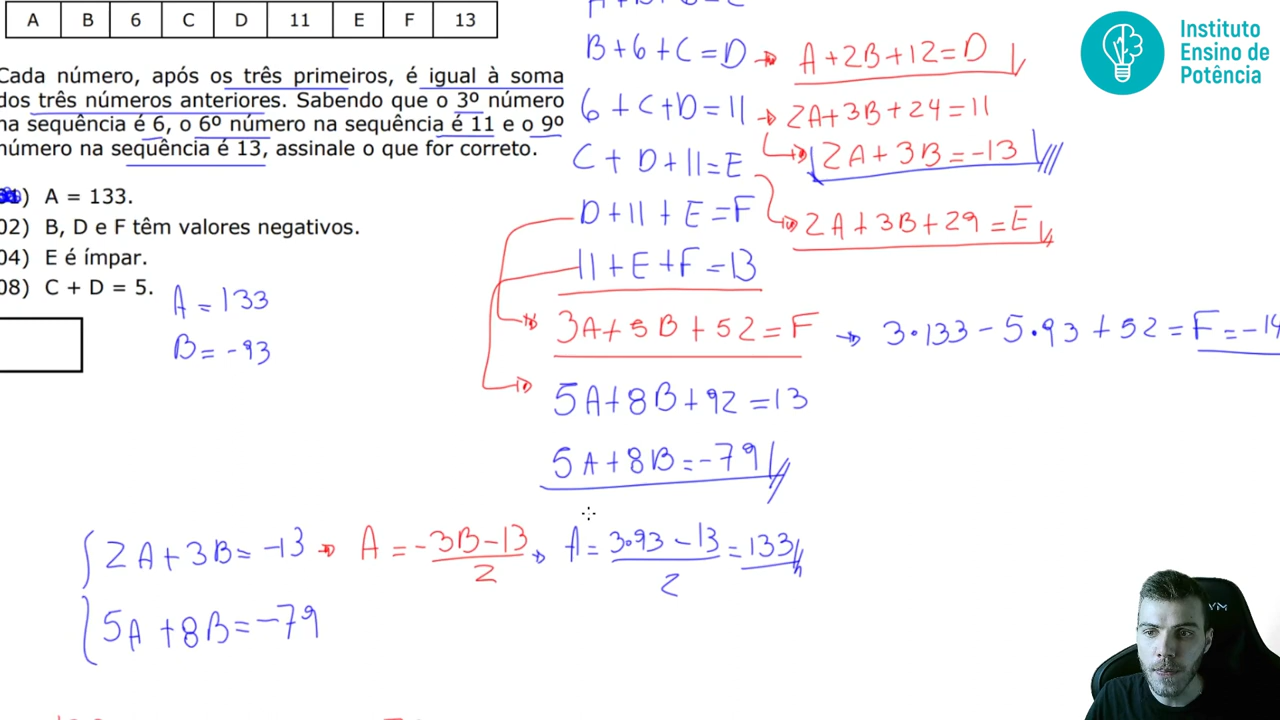 A B 6 C D 11 E F 13
Cada número, após os três primeiros, é igual à soma
dos três números anteriores. Sabendo que o 3º número
na sequência é 6, o 6º número na sequência é 11 e o 9º
número na sequência é 13, assinale o que for correto.
01) A = 133.
02) B, D e F têm valores negativos.
04) E é ímpar.
08) C + D = 5.
A = 133
B = -93
B+6+C=D
A+2B+12=D
6+C+D=11
2A+3B+24=11
2A+3B=-13
C+D+11=E
2A+3B+29=E
D+11+E=F
11+E+F=13
3A+5B+52=F
3•133-5•93+52=F=-14
5A+8B+92=13
5A+8B=-79
2A+3B=-13
A=-3B-13
2
A=3•93-13=133
2
5A+8B=-79
Instituto
Ensino de
Potência